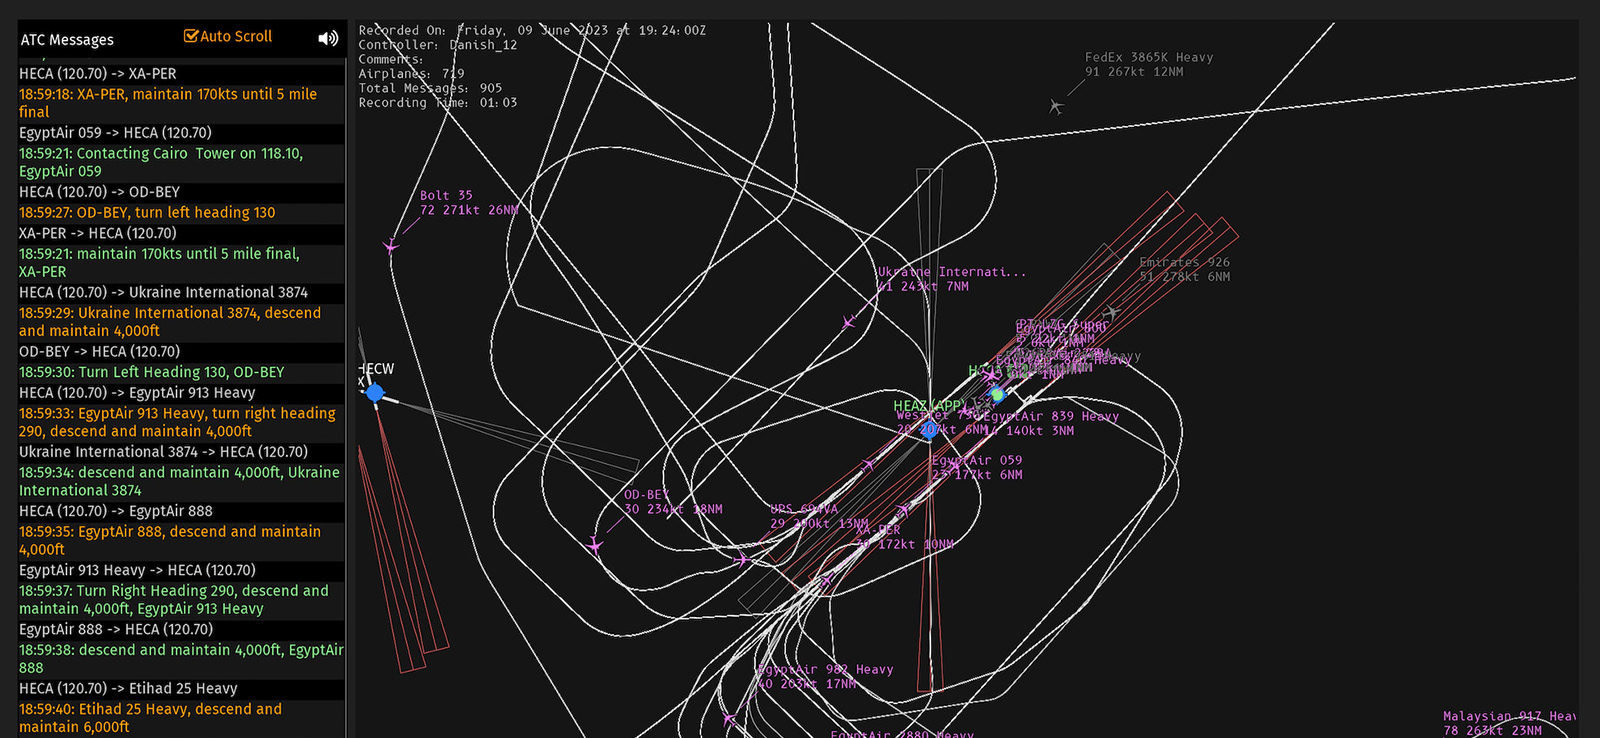 ATC Messages
Auto Scroll
HECA (120.70) -> XA-PER
18:59:18: XA-PER, maintain 170kts until 5 mile
final
EgyptAir 059 -> HECA (120.70)
18:59:21: Contacting Cairo Tower on 118.10,
EgyptAir 059
HECA (120.70) -> OD-BEY
18:59:27: OD-BEY, turn left heading 130
XA-PER -> HECA (120.70)
18:59:21: maintain 170kts until 5 mile final,
XA-PER
HECA (120.70) -> Ukraine International 3874
18:59:29: Ukraine International 3874, descend
and maintain 4,000ft
OD-BEY -> HECA (120.70)
18:59:30: Turn Left Heading 130, OD-BEY
HECA (120.70) -> EgyptAir 913 Heavy
18:59:33: EgyptAir 913 Heavy, turn right heading
290, descend and maintain 4,000ft
Ukraine International 3874 -> HECA (120.70)
18:59:34: descend and maintain 4,000ft, Ukraine
International 3874
HECA (120.70) -> EgyptAir 888
18:59:35: EgyptAir 888, descend and maintain
4,000ft
EgyptAir 913 Heavy -> HECA (120.70)
18:59:37: Turn Right Heading 290, descend and
maintain 4,000ft, EgyptAir 913 Heavy
EgyptAir 888 -> HECA (120.70)
18:59:38: descend and maintain 4,000ft, EgyptAir
888
HECA (120.70) -> Etihad 25 Heavy
18:59:40: Etihad 25 Heavy, descend and
maintain 6,000ft
Recorded On: Friday, 09 June 2023 at 19:24:00Z
Controller: Danish_12
Comments:
Airplanes: 719
Total Messages: 905
Recording Time: 01:03
FedEx 3865K Heavy
91 267kt 12NM
Bolt 35
72 271kt 26NM
Emirates 926
51 278kt 6NM
Ukraine Internati...
41 243kt 7NM
HECW
HEAZ (APP)
20 207kt 6NM
EgyptAir 839 Heavy
14 140kt 3NM
EgyptAir 059
23 177kt 6NM
OD-BEY
30 234kt 18NM
UPS
29 200kt 13NM
XA-PER
30 172kt 10NM
EgyptAir 982 Heavy
40 203kt 17NM
EgyptAir 2880 Heavy
Malaysian 917 Heav
78 263kt 23NM